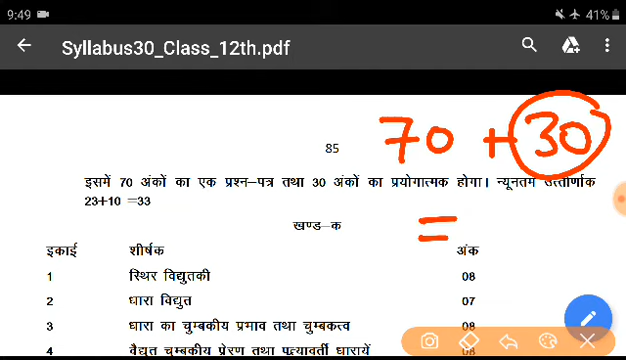 9:49 41%
Syllabus30_Class_12th.pdf
85
70 + 30
इसमें 70 अंकों का एक प्रश्न-पत्र तथा 30 अंकों का प्रयोगात्मक होगा। न्यूनतम उत्तीर्णांक
23+10 =33
=
खण्ड-क
इकाई शीर्षक अंक
1 स्थिर विद्युतकी 08
2 धारा विद्युत 07
3 धारा का चुम्बकीय प्रभाव तथा चुम्बकत्व 08
4 वैद्युत चुम्बकीय प्रेरण तथा प्रत्यावर्ती धारायें 08